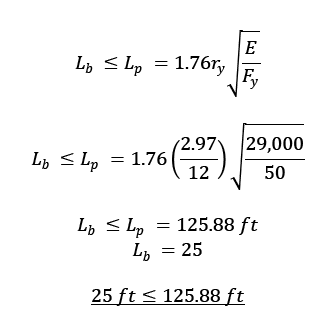 L_b ≤ L_p = 1.76r_y √(E/F_y)
L_b ≤ L_p = 1.76(2.97/12) √(29,000/50)
L_b ≤ L_p = 125.88 ft
L_b = 25
25 ft ≤ 125.88 ft